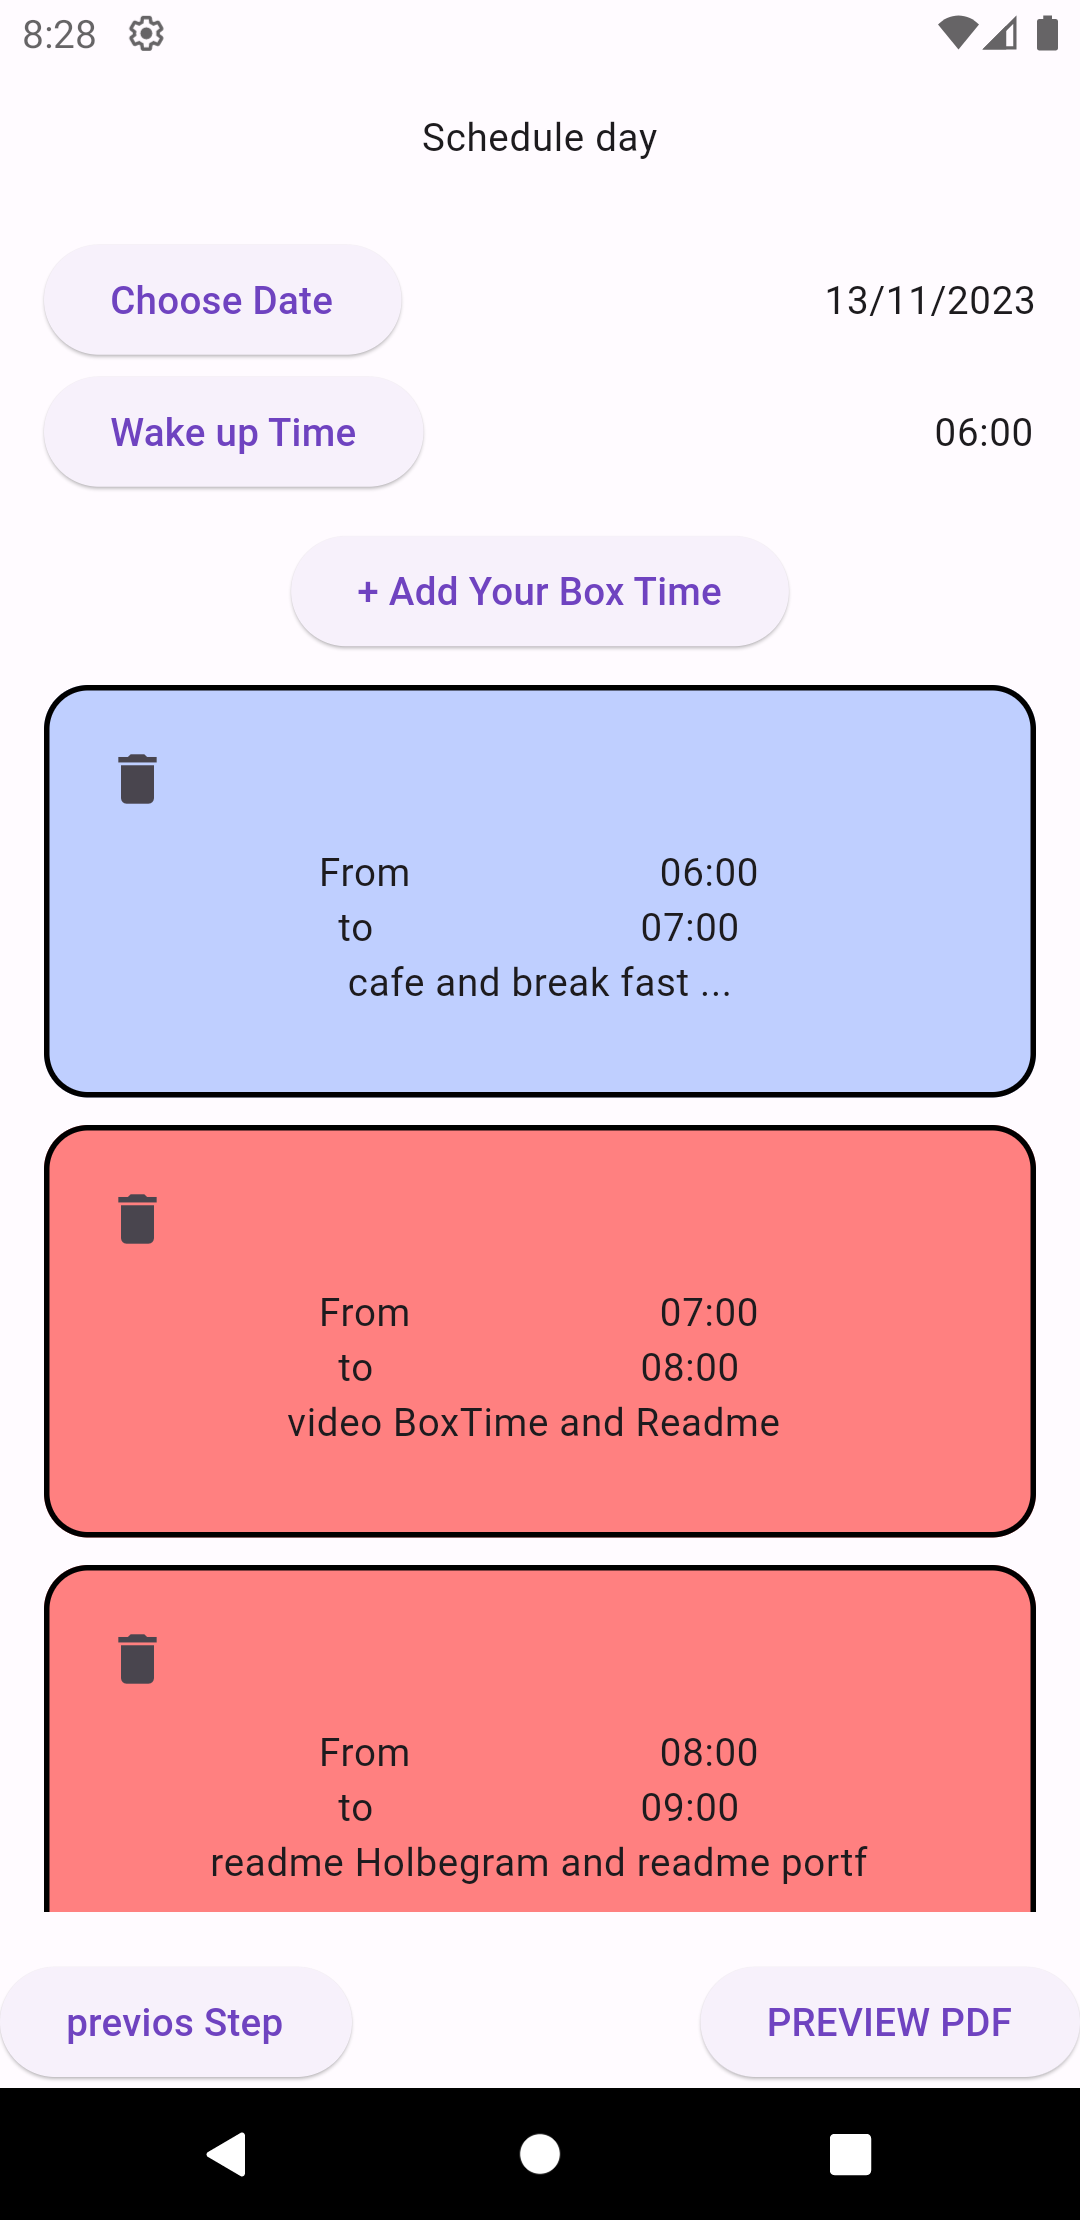 8:28
Schedule day
Choose Date 13/11/2023
Wake up Time 06:00
+ Add Your Box Time
From 06:00
to 07:00
cafe and break fast ...
From 07:00
to 08:00
video BoxTime and Readme
From 08:00
to 09:00
readme Holbegram and readme portf
previos Step PREVIEW PDF